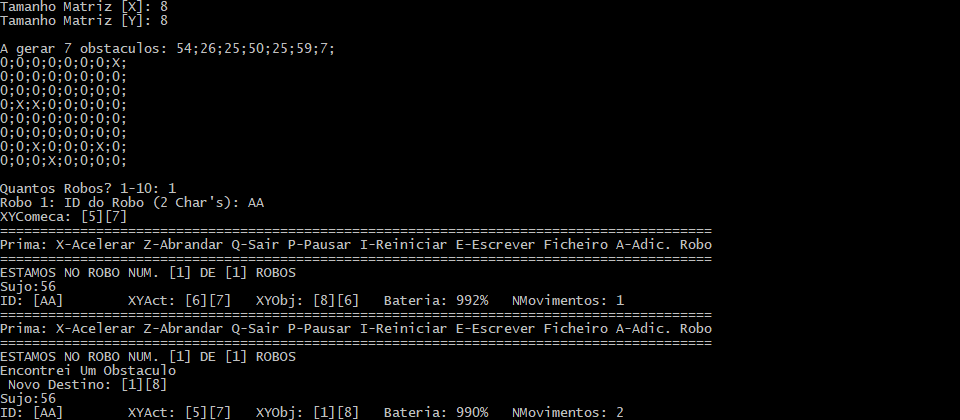 Tamanho Matriz [X]: 8
Tamanho Matriz [Y]: 8
A gerar 7 obstaculos: 54;26;25;50;25;59;7;
0;0;0;0;0;0;0;X;
0;0;0;0;0;0;0;0;
0;0;0;0;0;0;0;0;
0;X;X;0;0;0;0;0;
0;0;0;0;0;0;0;0;
0;0;0;0;0;0;0;0;
0;0;X;0;0;0;X;0;
0;0;0;X;0;0;0;0;
Quantos Robos? 1-10: 1
Robo 1: ID do Robo (2 Char's): AA
XYComeca: [5][7]
=========================================================================================
Prima: X-Acelerar Z-Abrandar Q-Sair P-Pausar I-Reiniciar E-Escrever Ficheiro A-Adic. Robo
=========================================================================================
ESTAMOS NO ROBO NUM. [1] DE [1] ROBOS
Sujo:56
ID: [AA]        XYAct: [6][7]   XYObj: [8][6]   Bateria: 992%   NMovimentos: 1
=========================================================================================
Prima: X-Acelerar Z-Abrandar Q-Sair P-Pausar I-Reiniciar E-Escrever Ficheiro A-Adic. Robo
=========================================================================================
ESTAMOS NO ROBO NUM. [1] DE [1] ROBOS
Encontrei Um Obstaculo
 Novo Destino: [1][8]
Sujo:56
ID: [AA]        XYAct: [5][7]   XYObj: [1][8]   Bateria: 990%   NMovimentos: 2